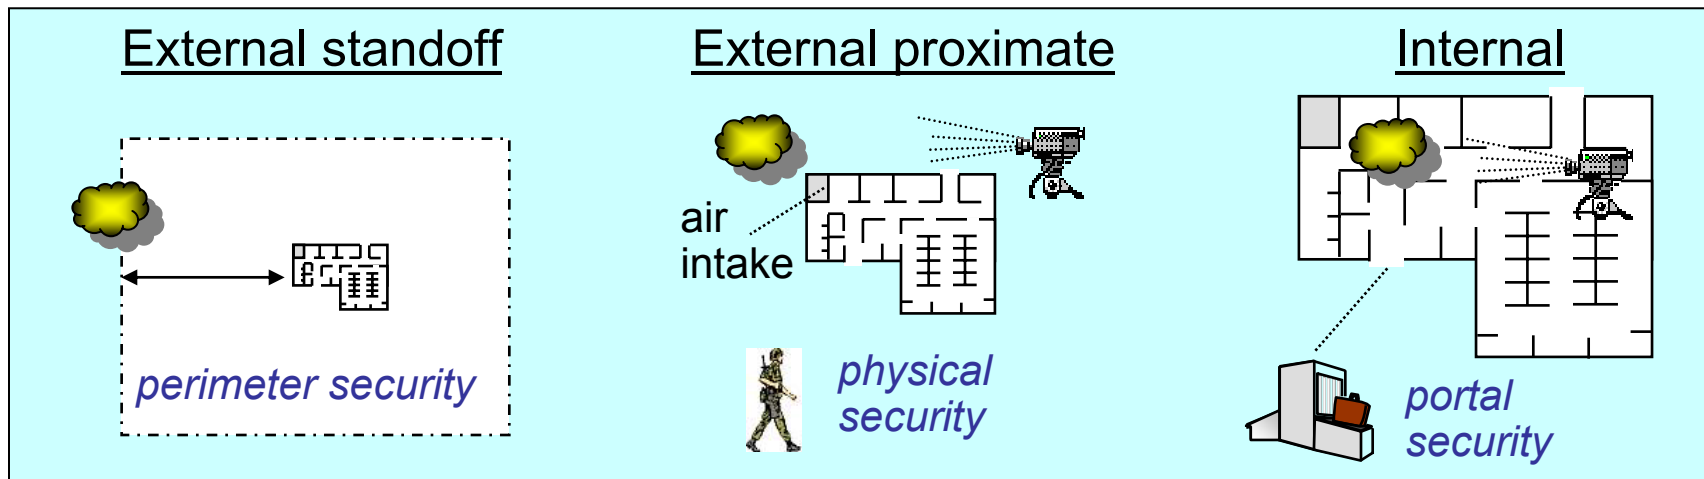 External standoff
perimeter security
External proximate
air
intake
physical
security
Internal
portal
security